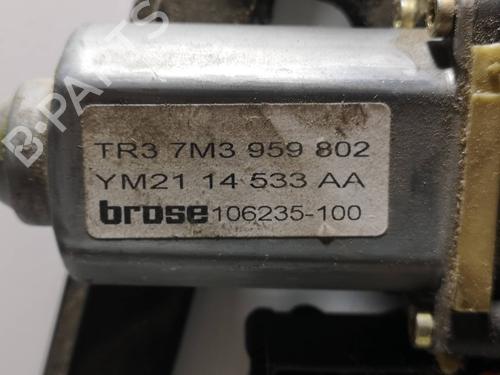 TR3 7M3 959 802
YM21 14 533 AA
brose 106235-100
B-PARTS